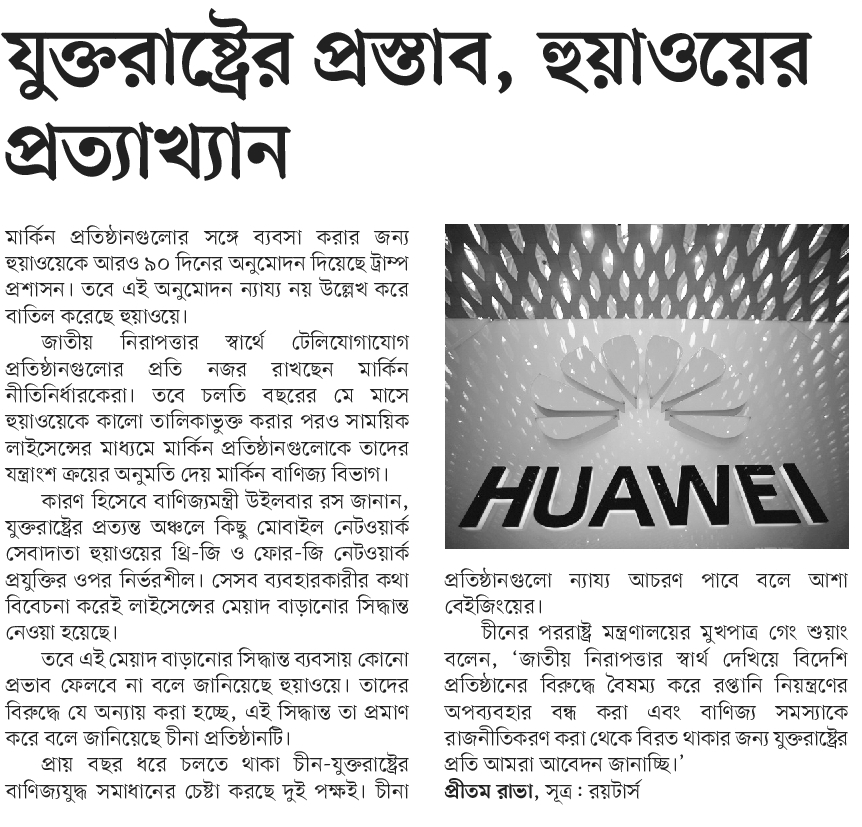 যুক্তরাষ্ট্রের প্রস্তাব, হুয়াওয়ের
প্রত্যাখ্যান
মার্কিন প্রতিষ্ঠানগুলোর সঙ্গে ব্যবসা করার জন্য
হুয়াওয়েকে আরও ৯০ দিনের অনুমোদন দিয়েছে ট্রাম্প
প্রশাসন। তবে এই অনুমোদন ন্যায্য নয় উল্লেখ করে
বাতিল করেছে হুয়াওয়ে।
জাতীয় নিরাপত্তার স্বার্থে টেলিযোগাযোগ
প্রতিষ্ঠানগুলোর প্রতি নজর রাখছেন মার্কিন
নীতিনির্ধারকেরা। তবে চলতি বছরের মে মাসে
হুয়াওয়েকে কালো তালিকাভুক্ত করার পরও সাময়িক
লাইসেন্সের মাধ্যমে মার্কিন প্রতিষ্ঠানগুলোকে তাদের
যন্ত্রাংশ ক্রয়ের অনুমতি দেয় মার্কিন বাণিজ্য বিভাগ।
কারণ হিসেবে বাণিজ্যমন্ত্রী উইলবার রস জানান,
যুক্তরাষ্ট্রের প্রত্যন্ত অঞ্চলে কিছু মোবাইল নেটওয়ার্ক
সেবাদাতা হুয়াওয়ের থ্রি-জি ও ফোর-জি নেটওয়ার্ক
প্রযুক্তির ওপর নির্ভরশীল। সেসব ব্যবহারকারীর কথা
বিবেচনা করেই লাইসেন্সের মেয়াদ বাড়ানোর সিদ্ধান্ত
নেওয়া হয়েছে।
তবে এই মেয়াদ বাড়ানোর সিদ্ধান্ত ব্যবসায় কোনো
প্রভাব ফেলবে না বলে জানিয়েছে হুয়াওয়ে। তাদের
বিরুদ্ধে যে অন্যায় করা হচ্ছে, এই সিদ্ধান্ত তা প্রমাণ
করে বলে জানিয়েছে চীনা প্রতিষ্ঠানটি।
প্রায় বছর ধরে চলতে থাকা চীন-যুক্তরাষ্ট্রের
বাণিজ্যযুদ্ধ সমাধানের চেষ্টা করছে দুই পক্ষই। চীনা
HUAWEI
প্রতিষ্ঠানগুলো ন্যায্য আচরণ পাবে বলে আশা
বেইজিংয়ের।
চীনের পররাষ্ট্র মন্ত্রণালয়ের মুখপাত্র গেং শুয়াং
বলেন, ‘জাতীয় নিরাপত্তার স্বার্থ দেখিয়ে বিদেশি
প্রতিষ্ঠানের বিরুদ্ধে বৈষম্য করে রপ্তানি নিয়ন্ত্রণের
অপব্যবহার বন্ধ করা এবং বাণিজ্য সমস্যাকে
রাজনীতিকরণ করা থেকে বিরত থাকার জন্য যুক্তরাষ্ট্রের
প্রতি আমরা আবেদন জানাচ্ছি।’
প্রীতম রাভা, সূত্র : রয়টার্স